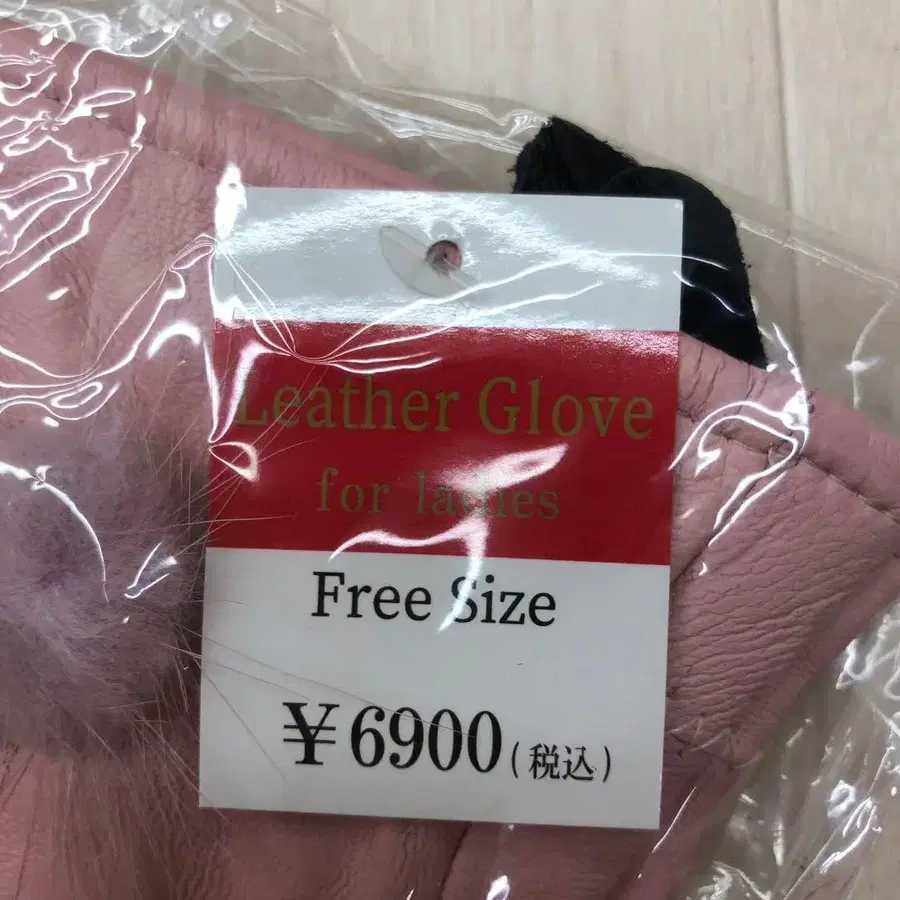 Leather Glove
for ladies
Free Size
¥6900(税込)